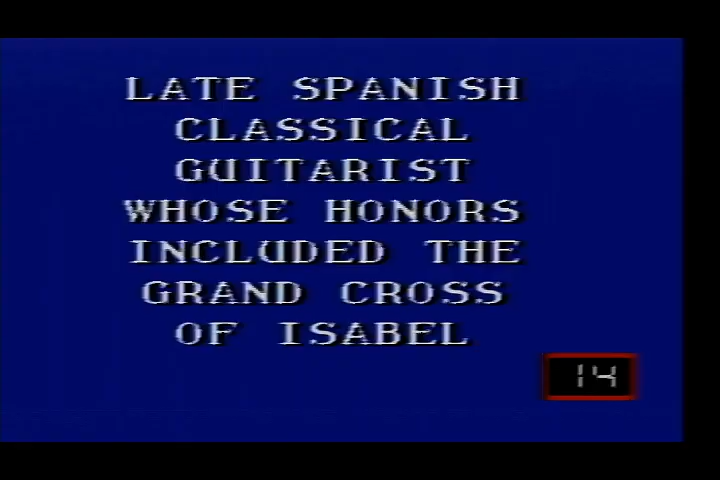 LATE SPANISH
CLASSICAL
GUITARIST
WHOSE HONORS
INCLUDED THE
GRAND CROSS
OF ISABEL
14